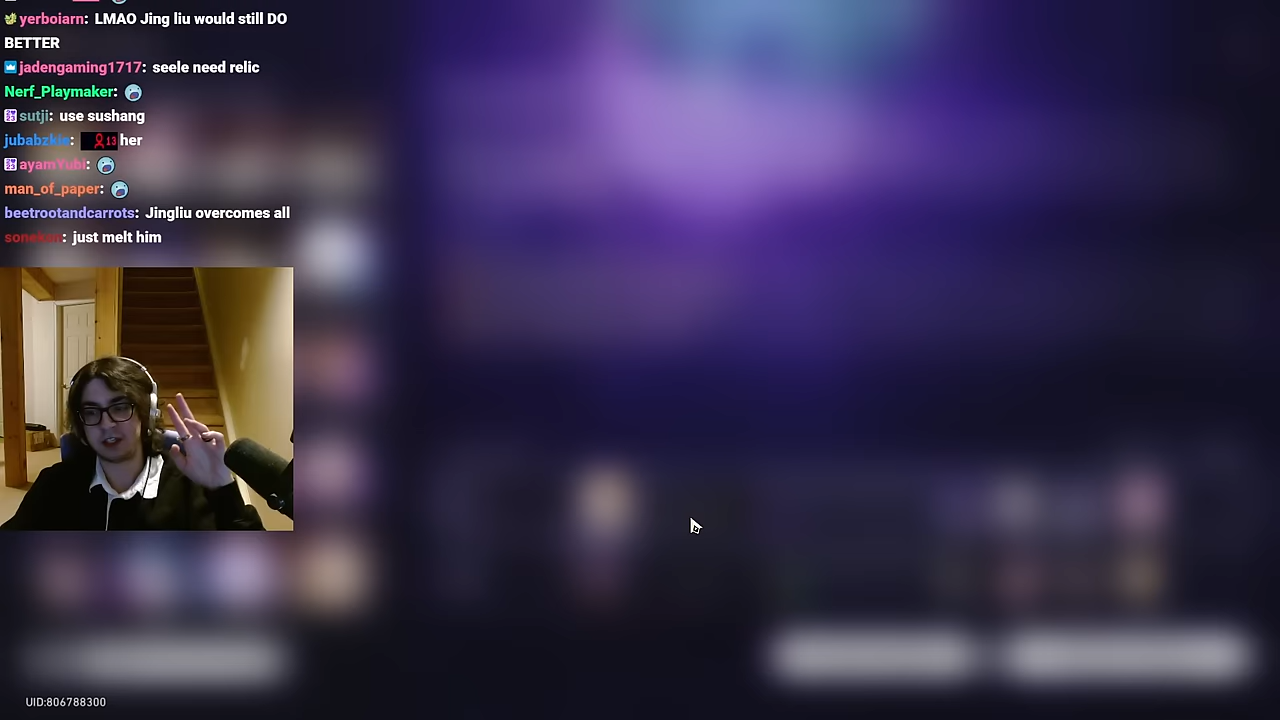 yerboiarn: LMAO Jing liu would still DO
BETTER
jadengaming1717: seele need relic
Nerf_Playmaker:
sutji: use sushang
jubabzkie: 13 her
ayamYubi:
man_of_paper:
beetrootandcarrots: Jingliu overcomes all
just melt him
UID:806788300